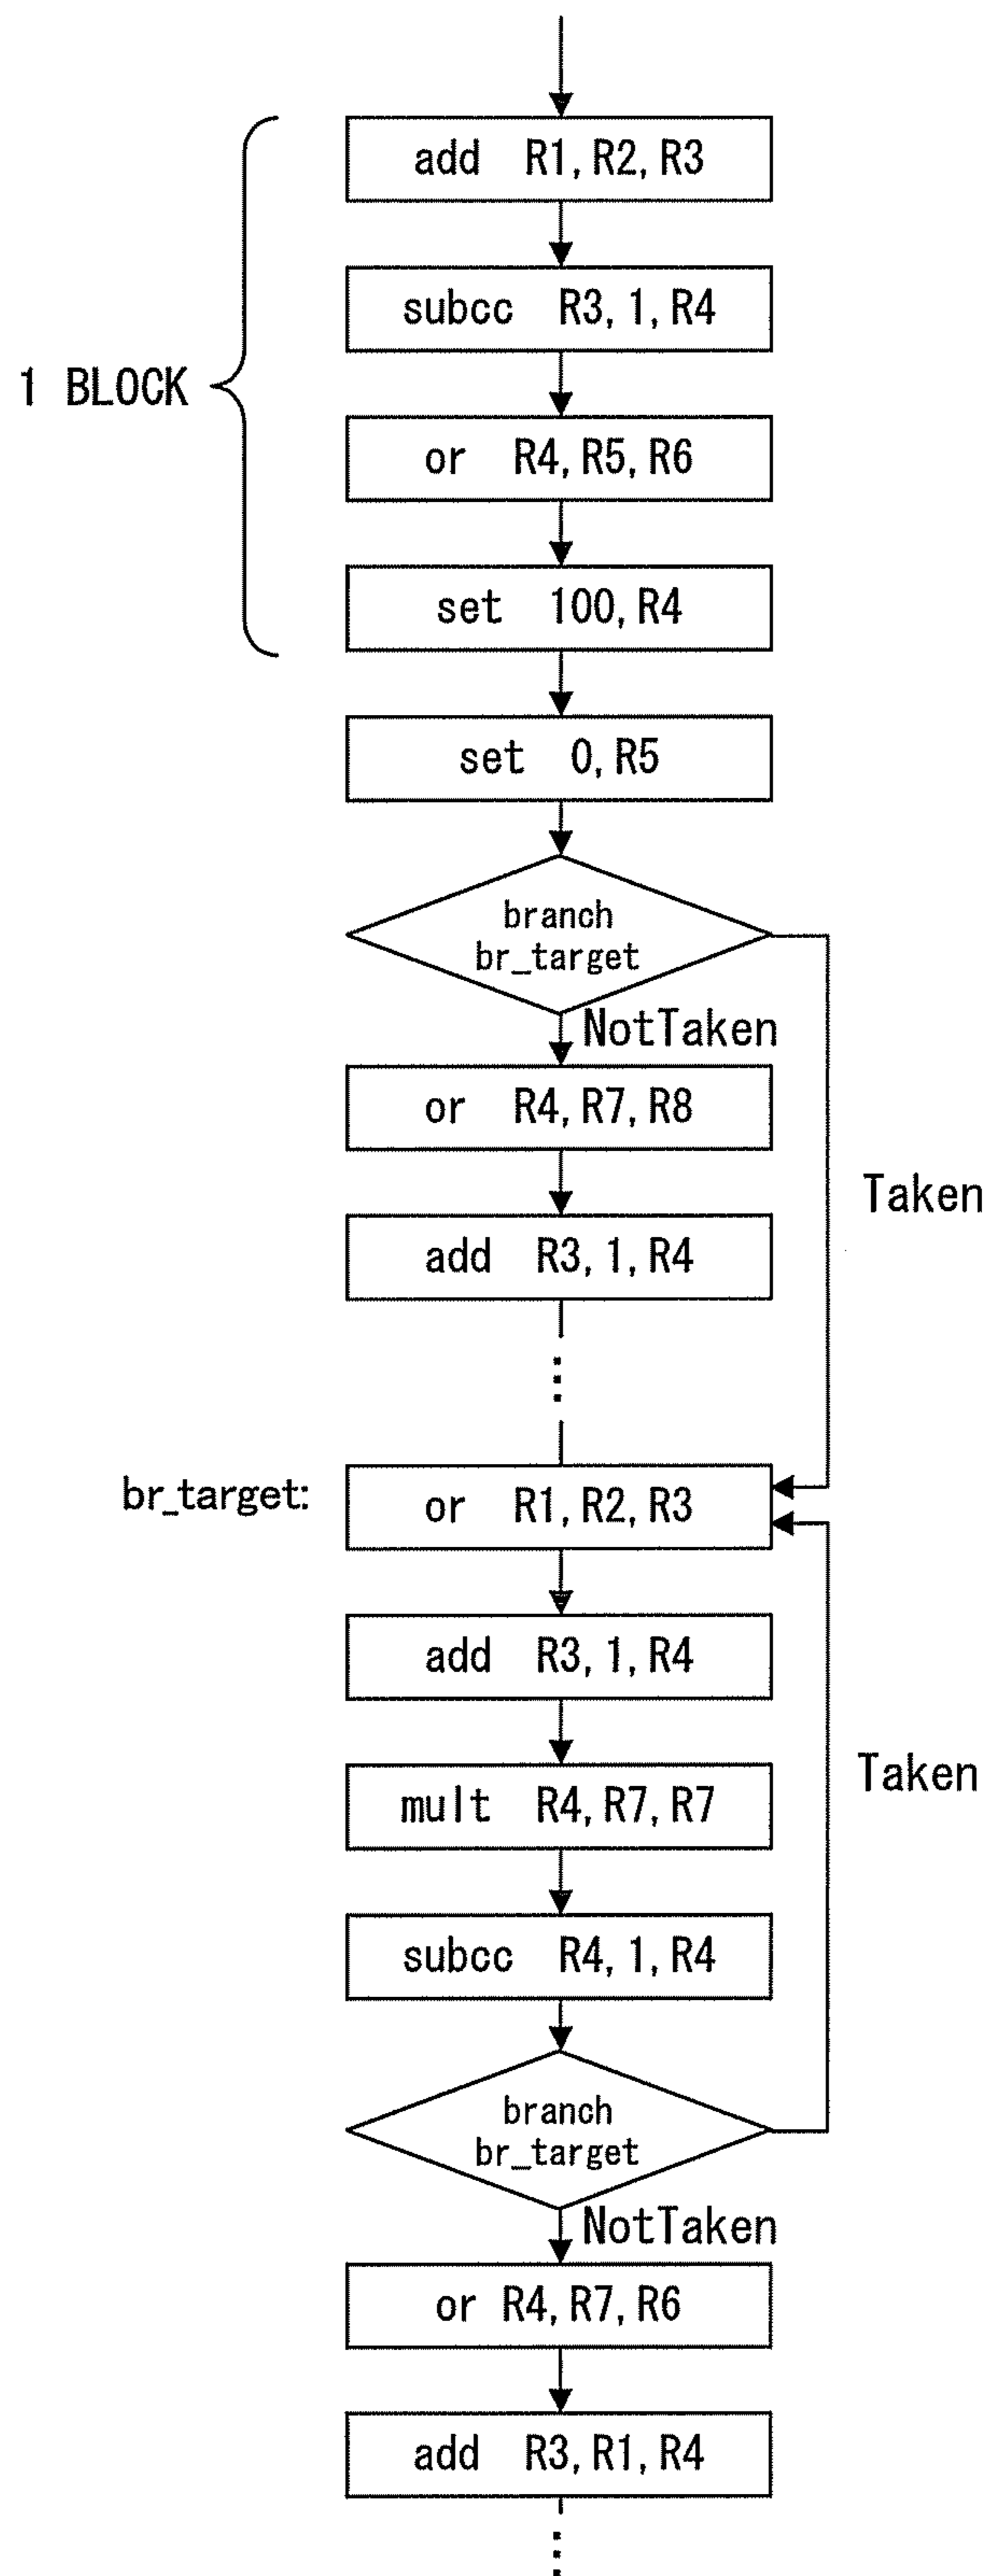 add R1, R2, R3
subcc R3, 1, R4
1 BLOCK
or R4, R5, R6
set 100, R4
set 0, R5
branch
br_target
NotTaken
or R4, R7, R8
Taken
add R3, 1, R4
br_target:
or R1, R2, R3
add R3, 1, R4
Taken
mult R4, R7, R7
subcc R4, 1, R4
branch
br_target
NotTaken
or R4, R7, R6
add R3, R1, R4